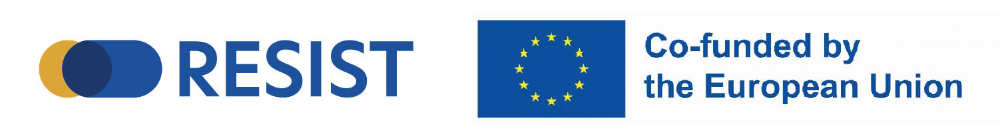 RESIST
Co-funded by
the European Union